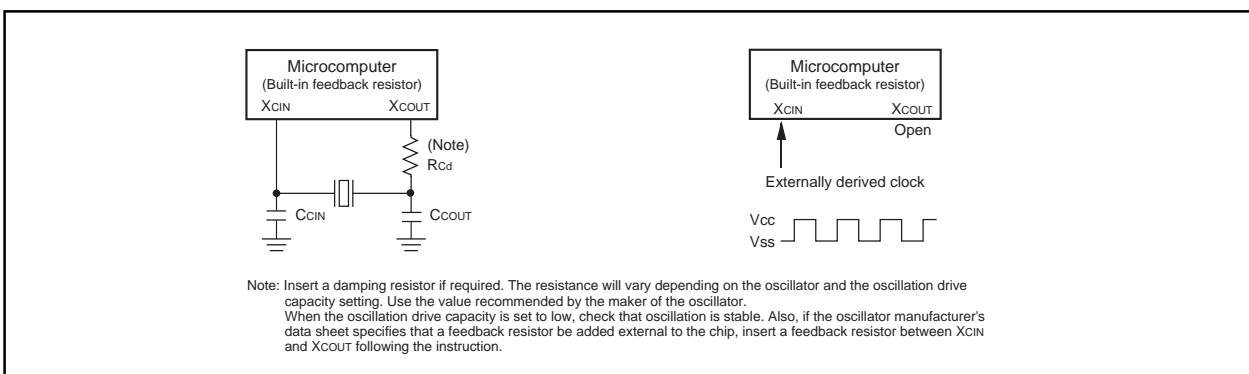 Microcomputer
(Built-in feedback resistor)
XCIN XCOUT
(Note)
RCd
CCIN CCOUT
Microcomputer
(Built-in feedback resistor)
XCIN XCOUT
Open
Externally derived clock
Vcc
Vss
Note: Insert a damping resistor if required. The resistance will vary depending on the oscillator and the oscillation drive
capacity setting. Use the value recommended by the maker of the oscillator.
When the oscillation drive capacity is set to low, check that oscillation is stable. Also, if the oscillator manufacturer's
data sheet specifies that a feedback resistor be added external to the chip, insert a feedback resistor between XCIN
and XCOUT following the instruction.